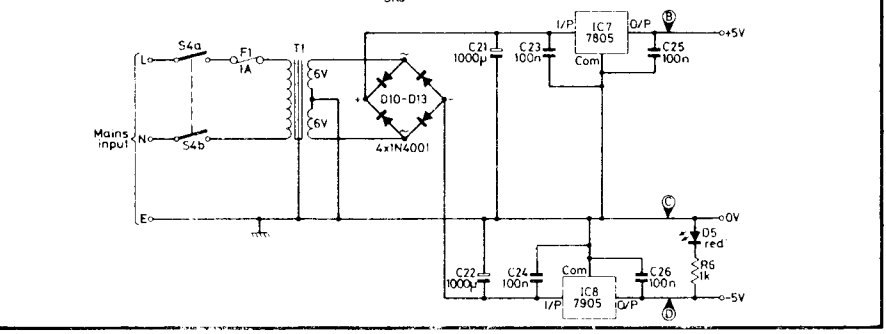 B
IC7
7805
I/P
O/P
Com
+5V
C21
1000µ
C23
100n
C25
100n
S4a
F1
1A
T1
L
6V
6V
+
~
-
~
D10-D13
4x1N4001
Mains
input
N
S4b
E
C
0V
D5
red
R6
1k
C22
1000µ
C24
100n
Com
IC8
7905
I/P
O/P
C26
100n
-5V
D